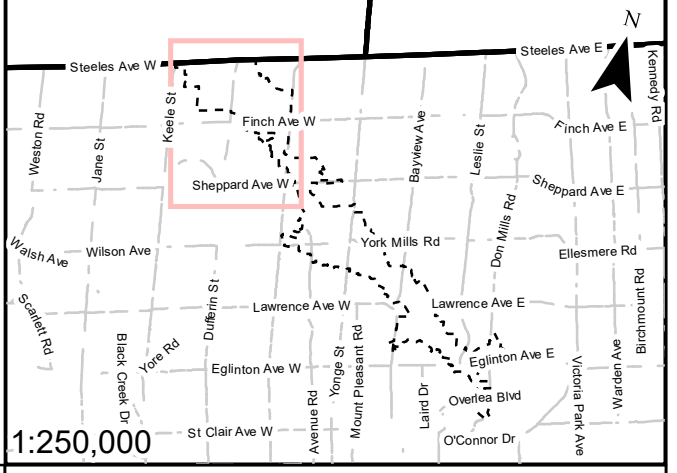 N
Steeles Ave W
Steeles Ave E
Kennedy Rd
Weston Rd
Jane St
Keele St
Finch Ave W
Bayview Ave
Leslie St
Finch Ave E
Sheppard Ave W
Sheppard Ave E
Don Mills Rd
Walsh Ave
Wilson Ave
York Mills Rd
Ellesmere Rd
Scarlett Rd
Dufferin St
Lawrence Ave W
Lawrence Ave E
Birchmount Rd
Black Creek Dr
Yore Rd
Eglinton Ave W
Yonge St
Mount Pleasant Rd
Eglinton Ave E
Victoria Park Ave
Warden Ave
Avenue Rd
Laird Dr
Overlea Blvd
St Clair Ave W
O'Connor Dr
1:250,000